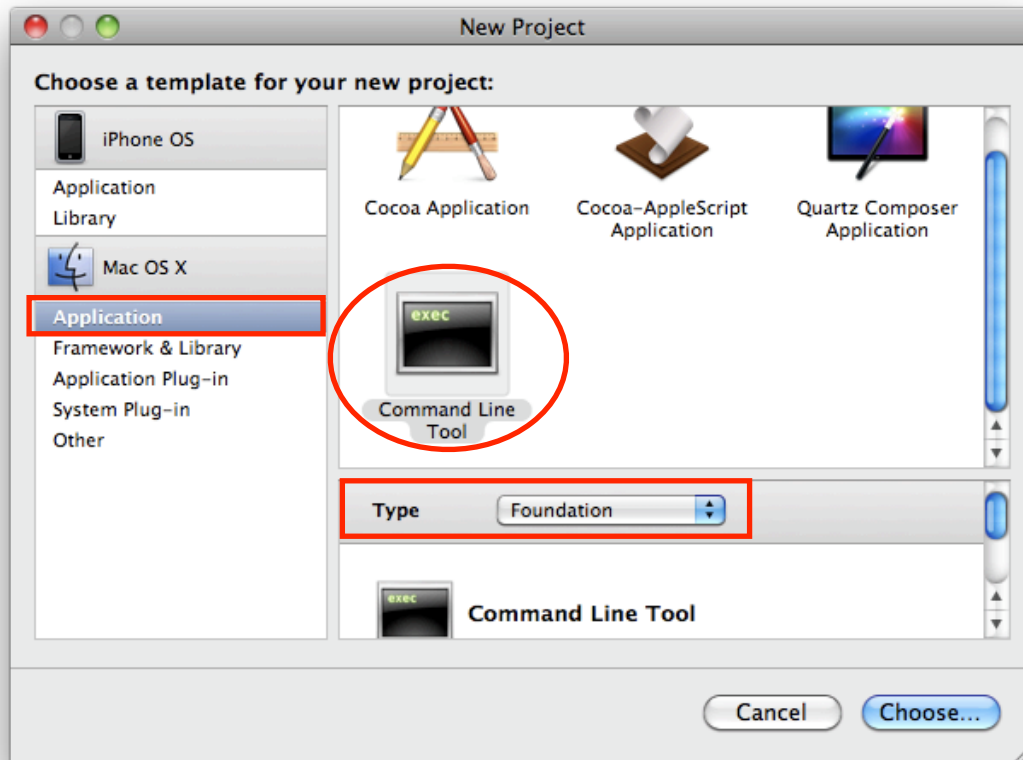 New Project
Choose a template for your new project:
iPhone OS
Application
Library
Mac OS X
Application
Framework & Library
Application Plug-in
System Plug-in
Other
Cocoa Application
Cocoa-AppleScript
Application
Quartz Composer
Application
exec
Command Line
Tool
Type
Foundation
exec
Command Line Tool
Cancel
Choose...